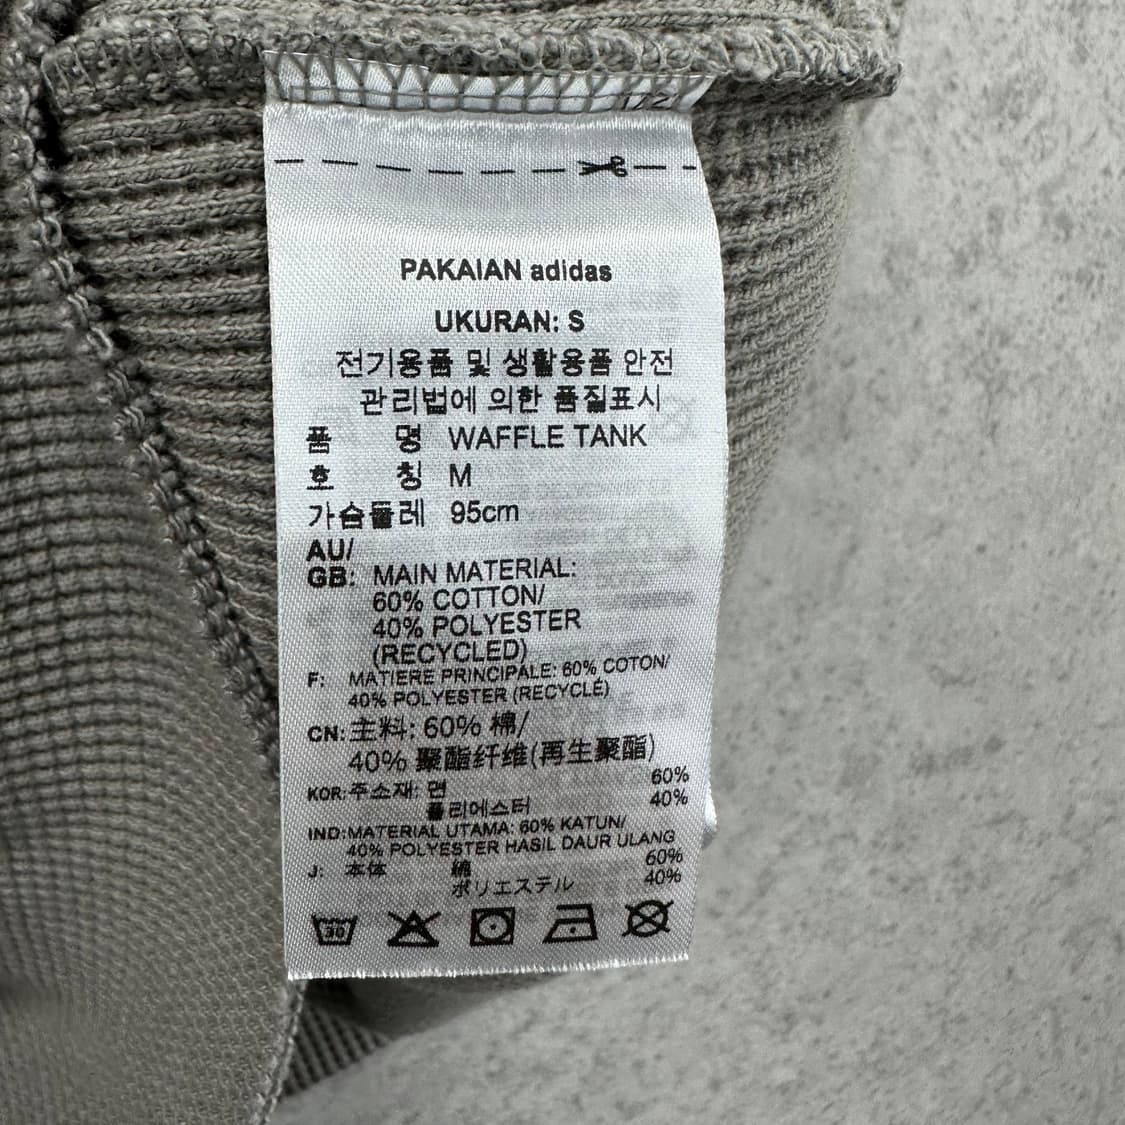 1/2
PAKAIAN adidas
UKURAN: S
전기용품 및 생활용품 안전
관리법에 의한 품질표시
품 명 WAFFLE TANK
호 칭 M
가슴둘레 95cm
AU/
GB: MAIN MATERIAL:
60% COTTON/
40% POLYESTER
(RECYCLED)
F: MATIERE PRINCIPALE: 60% COTON/
40% POLYESTER (RECYCLÉ)
CN: 主料: 60% 棉/
40% 聚酯纤维(再生聚酯)
KOR: 주소재: 면 60%
폴리에스터 40%
IND: MATERIAL UTAMA: 60% KATUN/
40% POLYESTER HASIL DAUR ULANG
J: 本体 綿 60%
ポリエステル 40%
30